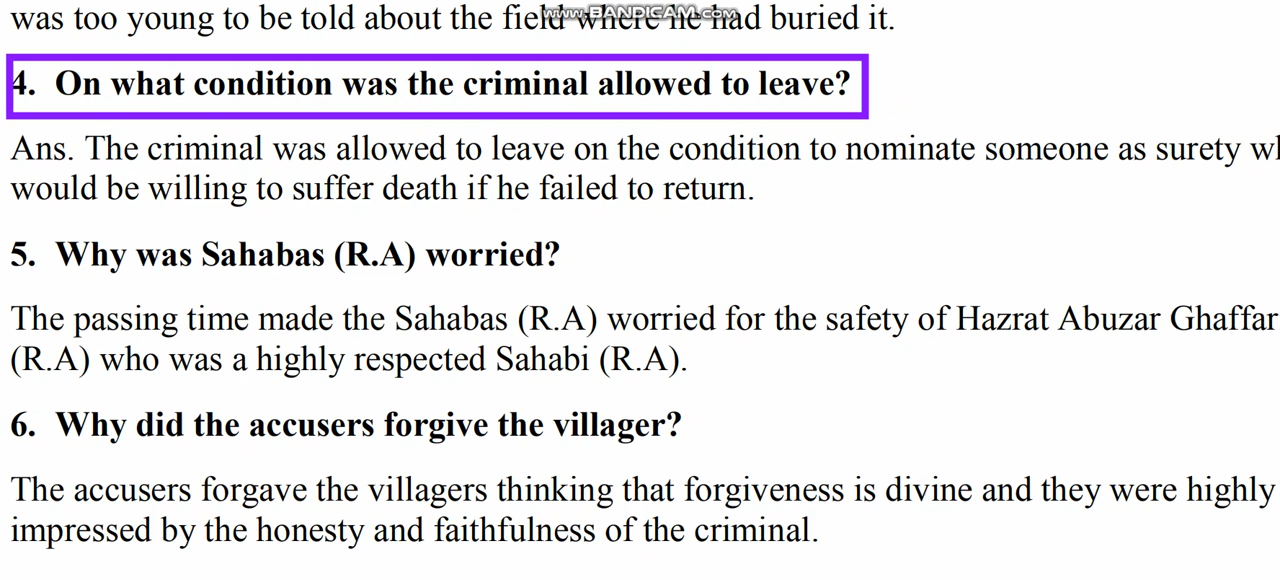 was too young to be told about the field where he had buried it.
www.BANDICAM.com
4. On what condition was the criminal allowed to leave?
Ans. The criminal was allowed to leave on the condition to nominate someone as surety
would be willing to suffer death if he failed to return.
5. Why was Sahabas (R.A) worried?
The passing time made the Sahabas (R.A) worried for the safety of Hazrat Abuzar Ghaffar
(R.A) who was a highly respected Sahabi (R.A).
6. Why did the accusers forgive the villager?
The accusers forgave the villagers thinking that forgiveness is divine and they were highly
impressed by the honesty and faithfulness of the criminal.